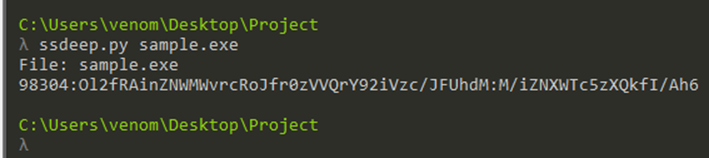 C:\Users\venom\Desktop\Project
λ ssdeep.py sample.exe
File: sample.exe
98304:Ol2fRAinZNWMWvrcRoJfr0zVVQrY92iVzc/JFUhdM:M/iZNXWTc5zXQkfI/Ah6
C:\Users\venom\Desktop\Project
λ